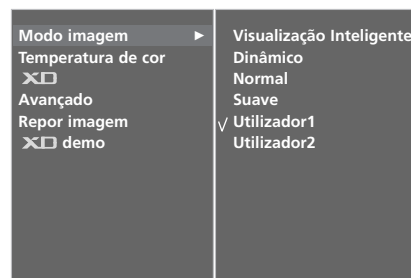 Modo imagem ►
Temperatura de cor
XD
Avançado
Repor imagem
XD demo
Visualização Inteligente
Dinâmico
Normal
Suave
√ Utilizador1
Utilizador2